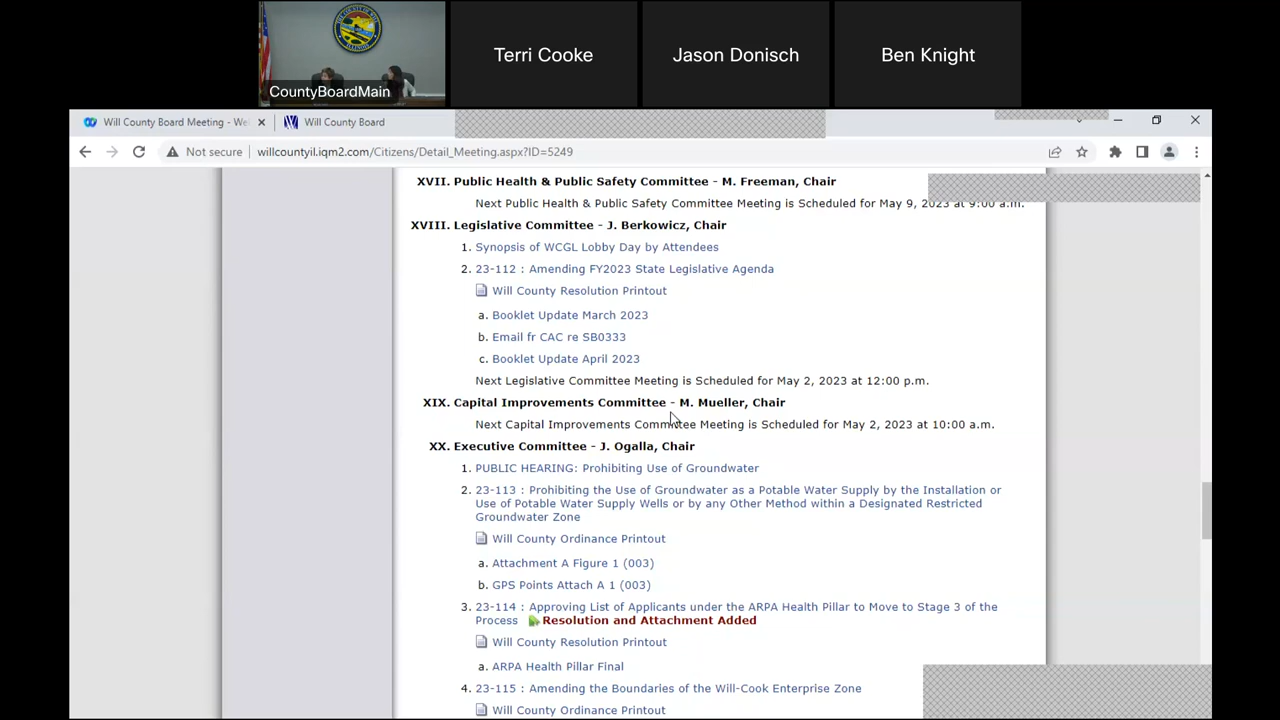 CountyBoardMain
Terri Cooke
Jason Donisch
Ben Knight
Will County Board Meeting - We
Will County Board
Not secure
willcountyil.iqm2.com/Citizens/Detail_Meeting.aspx?ID=5249
XVII. Public Health & Public Safety Committee - M. Freeman, Chair
Next Public Health & Public Safety Committee Meeting is Scheduled for May 9, 2023 at 9:00 a.m.
XVIII. Legislative Committee - J. Berkowicz, Chair
1. Synopsis of WCGL Lobby Day by Attendees
2. 23-112 : Amending FY2023 State Legislative Agenda
Will County Resolution Printout
a. Booklet Update March 2023
b. Email fr CAC re SB0333
c. Booklet Update April 2023
Next Legislative Committee Meeting is Scheduled for May 2, 2023 at 12:00 p.m.
XIX. Capital Improvements Committee - M. Mueller, Chair
Next Capital Improvements Committee Meeting is Scheduled for May 2, 2023 at 10:00 a.m.
XX. Executive Committee - J. Ogalla, Chair
1. PUBLIC HEARING: Prohibiting Use of Groundwater
2. 23-113 : Prohibiting the Use of Groundwater as a Potable Water Supply by the Installation or
Use of Potable Water Supply Wells or by any Other Method within a Designated Restricted
Groundwater Zone
Will County Ordinance Printout
a. Attachment A Figure 1 (003)
b. GPS Points Attach A 1 (003)
3. 23-114 : Approving List of Applicants under the ARPA Health Pillar to Move to Stage 3 of the
Process Resolution and Attachment Added
Will County Resolution Printout
a. ARPA Health Pillar Final
4. 23-115 : Amending the Boundaries of the Will-Cook Enterprise Zone
Will County Ordinance Printout